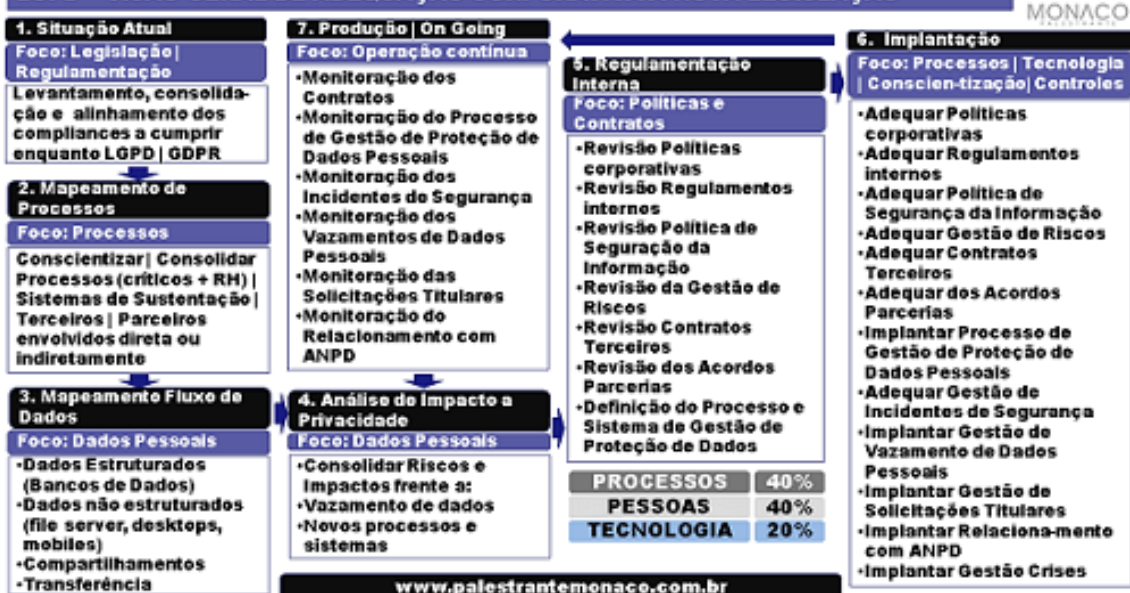 MONACO
PALESTRANTE
1. Situação Atual
Foco: Legislação |
Regulamentação
Levantamento, consolida-
ção e alinhamento dos
compliances a cumprir
enquanto LGPD | GDPR
2. Mapeamento de
Processos
Foco: Processos
Conscientizar| Consolidar
Processos (críticos + RH) |
Sistemas de Sustentação |
Terceiros | Parceiros
envolvidos direta ou
indiretamente
3. Mapeamento Fluxo de
Dados
Foco: Dados Pessoais
•Dados Estruturados
(Bancos de Dados)
•Dados não estruturados
(file server, desktops,
mobiles)
•Compartilhamentos
•Transferência
7. Produção | On Going
Foco: Operação contínua
•Monitoração dos
Contratos
•Monitoração do Processo
de Gestão de Proteção de
Dados Pessoais
•Monitoração dos
Incidentes de Segurança
•Monitoração dos
Vazamentos de Dados
Pessoais
•Monitoração das
Solicitações Titulares
•Monitoração do
Relacionamento com
ANPD
4. Análise de Impacto a
Privacidade
Foco: Dados Pessoais
•Consolidar Riscos e
Impactos frente a:
•Vazamento de dados
•Novos processos e
sistemas
5. Regulamentação
Interna
Foco: Políticas e
Contratos
•Revisão Políticas
corporativas
•Revisão Regulamentos
internos
•Revisão Política de
Seguração da
Informação
•Revisão da Gestão de
Riscos
•Revisão Contratos
Terceiros
•Revisão dos Acordos
Parcerias
•Definição do Processo e
Sistema de Gestão de
Proteção de Dados
PROCESSOS 40%
PESSOAS 40%
TECNOLOGIA 20%
6. Implantação
Foco: Processos | Tecnologia
| Conscien-tização| Controles
•Adequar Políticas
corporativas
•Adequar Regulamentos
internos
•Adequar Política de
Segurança da Informação
•Adequar Gestão de Riscos
•Adequar Contratos
Terceiros
•Adequar dos Acordos
Parcerias
•Implantar Processo de
Gestão de Proteção de
Dados Pessoais
•Adequar Gestão de
Incidentes de Segurança
•Implantar Gestão de
Vazamento de Dados
Pessoais
•Implantar Gestão de
Solicitações Titulares
•Implantar Relaciona-mento
com ANPD
•Implantar Gestão Crises
www.palestrantemonaco.com.br